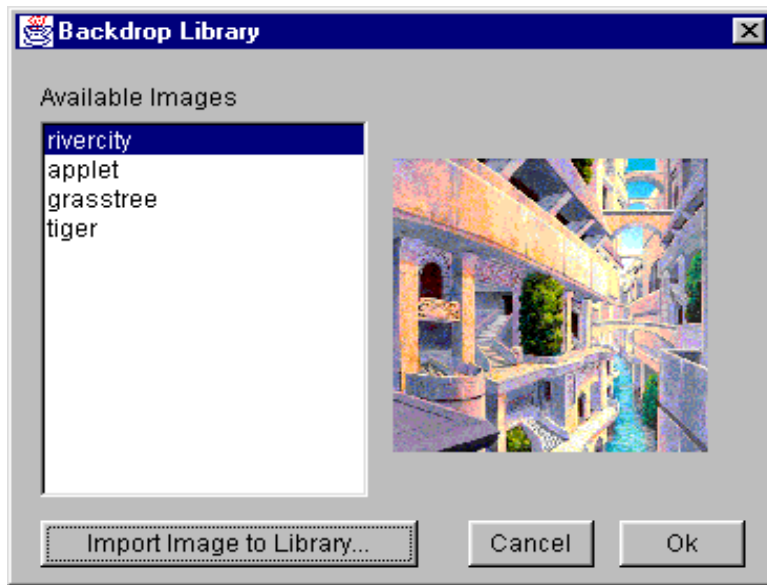 Backdrop Library
Available Images
rivercity
applet
grasstree
tiger
Import Image to Library...
Cancel
Ok